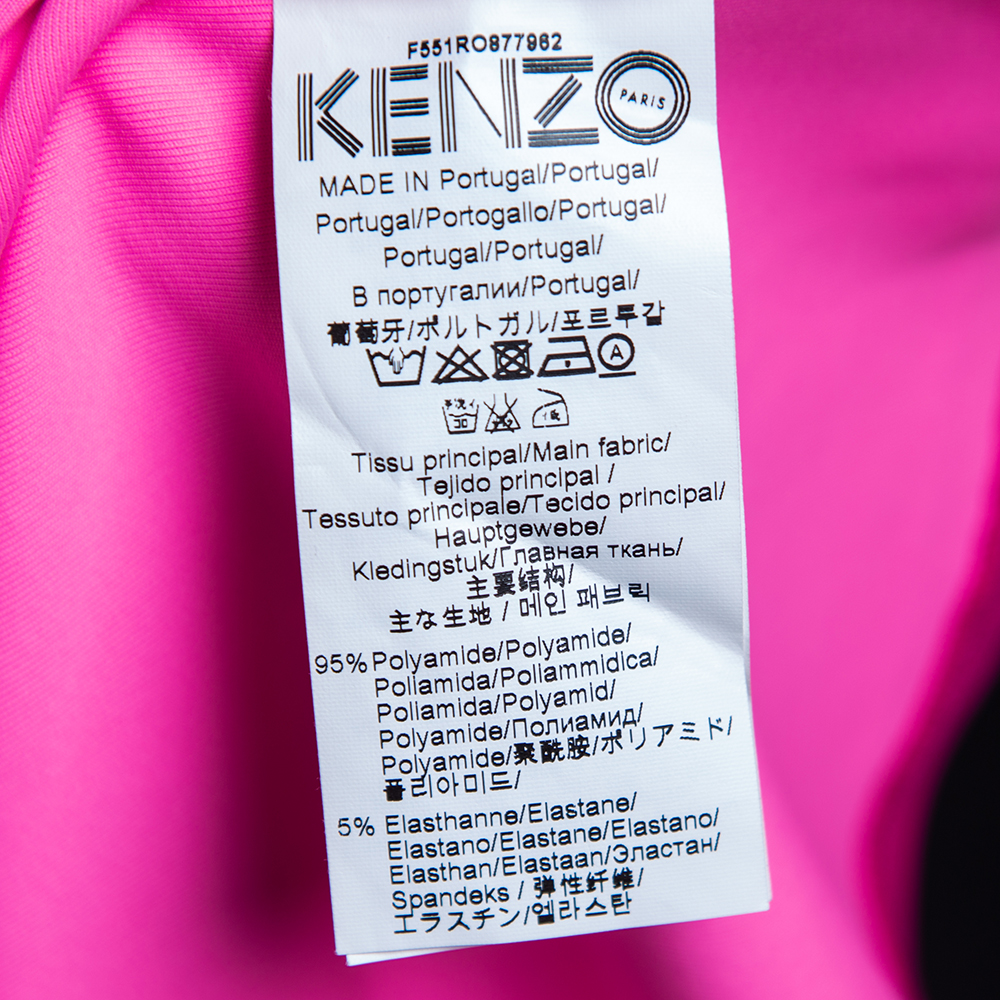 F551RO877962
KENZO PARIS
MADE IN Portugal/Portugal/
Portugal/Portogallo/Portugal/
Portugal/Portugal/
В португалии/Portugal/
葡萄牙/ポルトガル/포르투갈
A
Tissu principal/Main fabric/
Tejido principal /
Tessuto principale/Tecido principal/
Hauptgewebe/
Kledingstuk/Главная ткань/
主要结构/
主な生地 / 메인 패브릭
95% Polyamide/Polyamide/
Poliamida/Poliammidica/
Poliamida/Polyamid/
Polyamide/Полиамид/
Polyamide/聚酰胺/ポリアミド/
폴리아미드/
5% Elasthanne/Elastane/
Elastano/Elastane/Elastano/
Elasthan/Elastaan/Эластан/
Spandeks / 弹性纤维/
エラスチン/엘라스탄